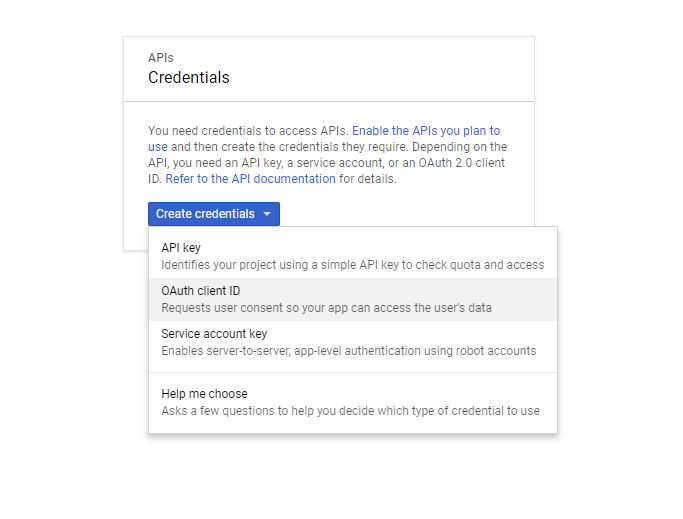 APIs
Credentials
You need credentials to access APIs. Enable the APIs you plan to
use and then create the credentials they require. Depending on the
API, you need an API key, a service account, or an OAuth 2.0 client
ID. Refer to the API documentation for details.
Create credentials
API key
Identifies your project using a simple API key to check quota and access
OAuth client ID
Requests user consent so your app can access the user's data
Service account key
Enables server-to-server, app-level authentication using robot accounts
Help me choose
Asks a few questions to help you decide which type of credential to use